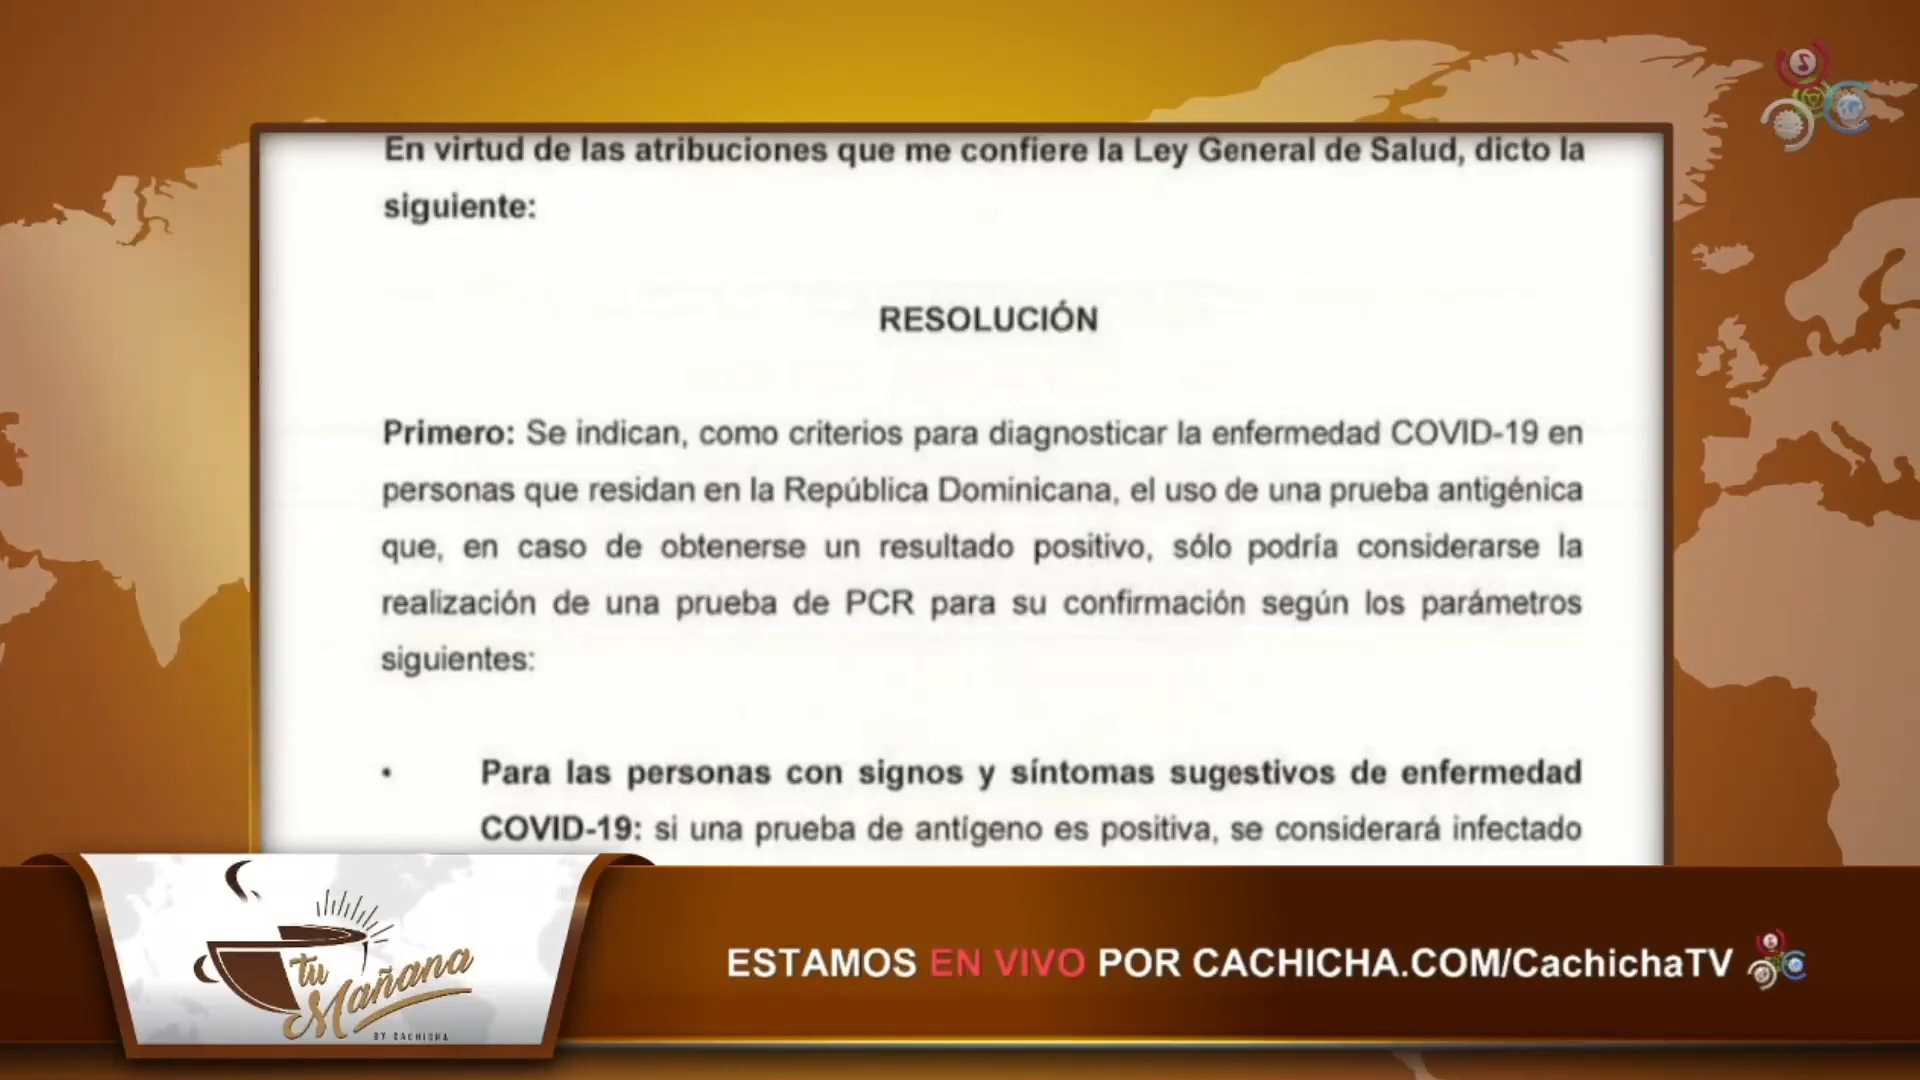 En virtud de las atribuciones que me confiere la Ley General de Salud, dicto la
siguiente:
RESOLUCIÓN
Primero: Se indican, como criterios para diagnosticar la enfermedad COVID-19 en
personas que residan en la República Dominicana, el uso de una prueba antigénica
que, en caso de obtenerse un resultado positivo, sólo podría considerarse la
realización de una prueba de PCR para su confirmación según los parámetros
siguientes:
• Para las personas con signos y síntomas sugestivos de enfermedad
COVID-19: si una prueba de antígeno es positiva, se considerará infectado
tu
Mañana
BY CACHICHA
ESTAMOS EN VIVO POR CACHICHA.COM/CachichaTV